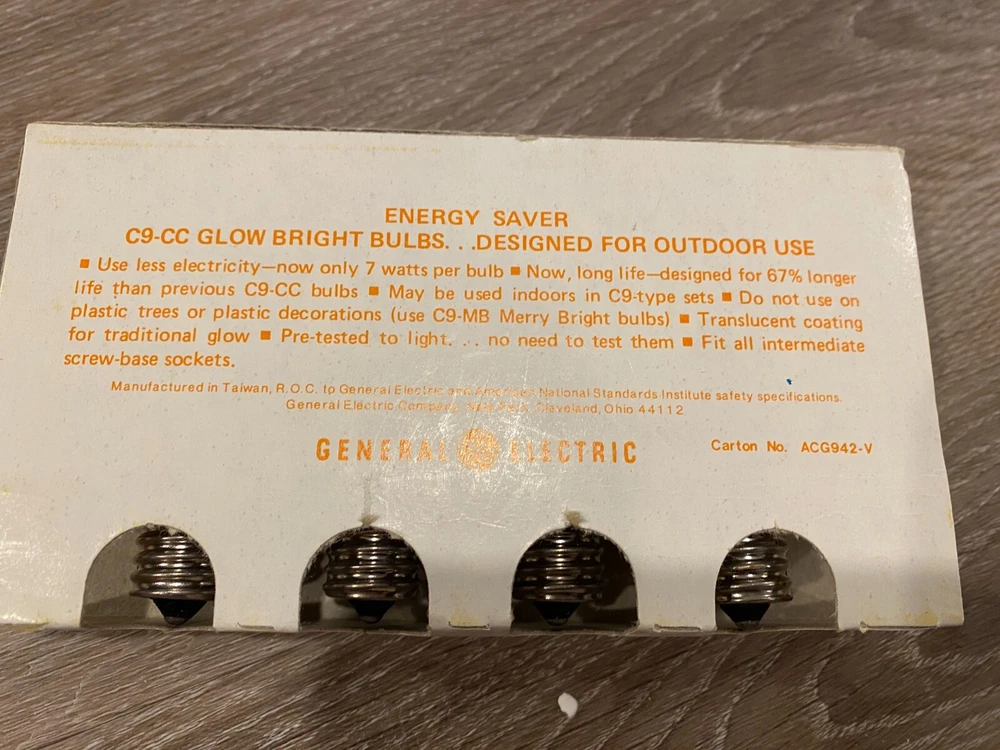 ENERGY SAVER
C9-CC GLOW BRIGHT BULBS. . .DESIGNED FOR OUTDOOR USE
■ Use less electricity—now only 7 watts per bulb ■ Now, long life—designed for 67% longer
life than previous C9-CC bulbs ■ May be used indoors in C9-type sets ■ Do not use on
plastic trees or plastic decorations (use C9-MB Merry Bright bulbs) ■ Translucent coating
for traditional glow ■ Pre-tested to light. . . no need to test them ■ Fit all intermediate
screw-base sockets.
Manufactured in Taiwan, R.O.C. to General Electric and American National Standards Institute safety specifications.
General Electric Company, Nela Park, Cleveland, Ohio 44112
GENERAL ELECTRIC
Carton No. ACG942-V